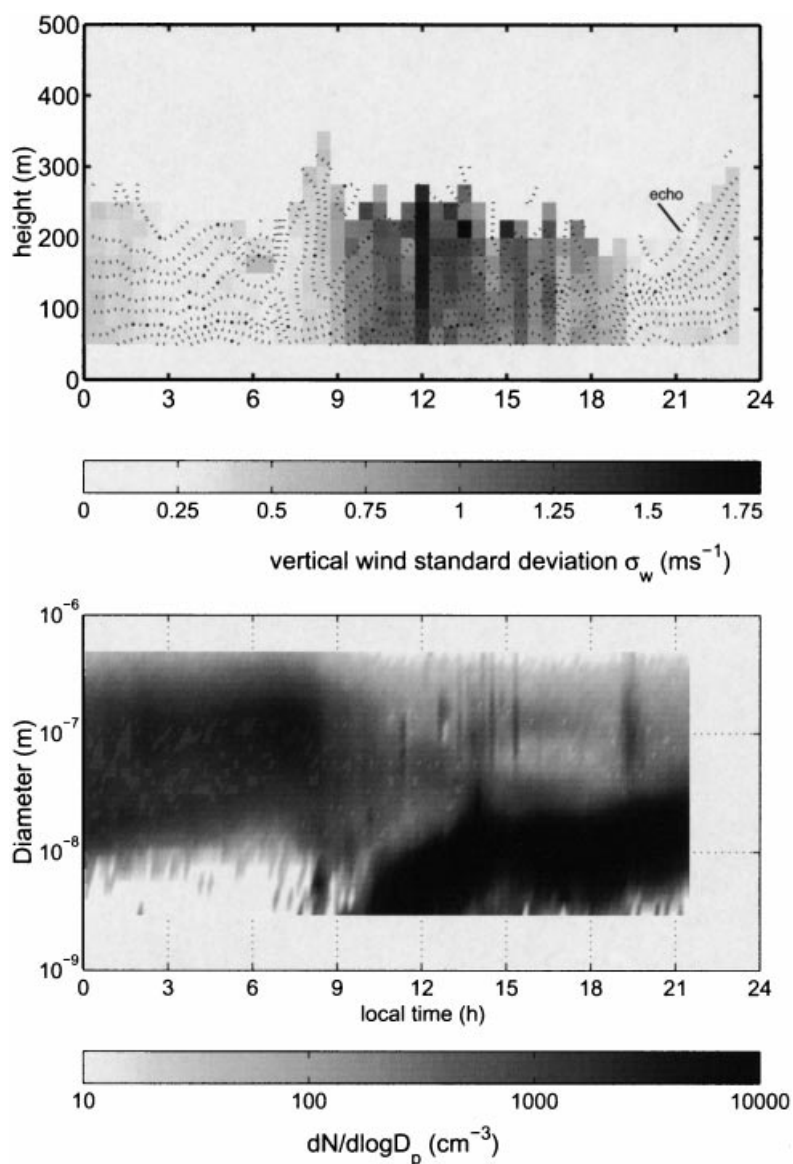 500
400
300
200
100
0
height (m)
echo
0 3 6 9 12 15 18 21 24
0 0.25 0.5 0.75 1 1.25 1.5 1.75
vertical wind standard deviation σ_w (ms⁻¹)
10⁻⁶
10⁻⁷
10⁻⁸
10⁻⁹
Diameter (m)
0 3 6 9 12 15 18 21 24
local time (h)
10 100 1000 10000
dN/dlogD_p (cm⁻³)